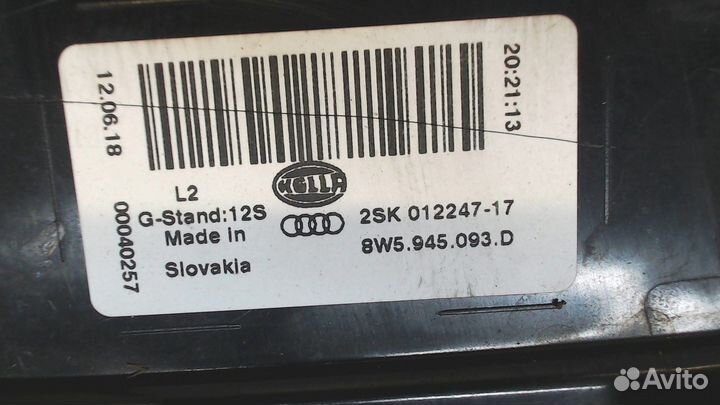 12.06.18
20:21:13
00040257
L2
HELLA
G-Stand:12S
2SK 012247-17
Made in
8W5.945.093.D
Slovakia
Avito